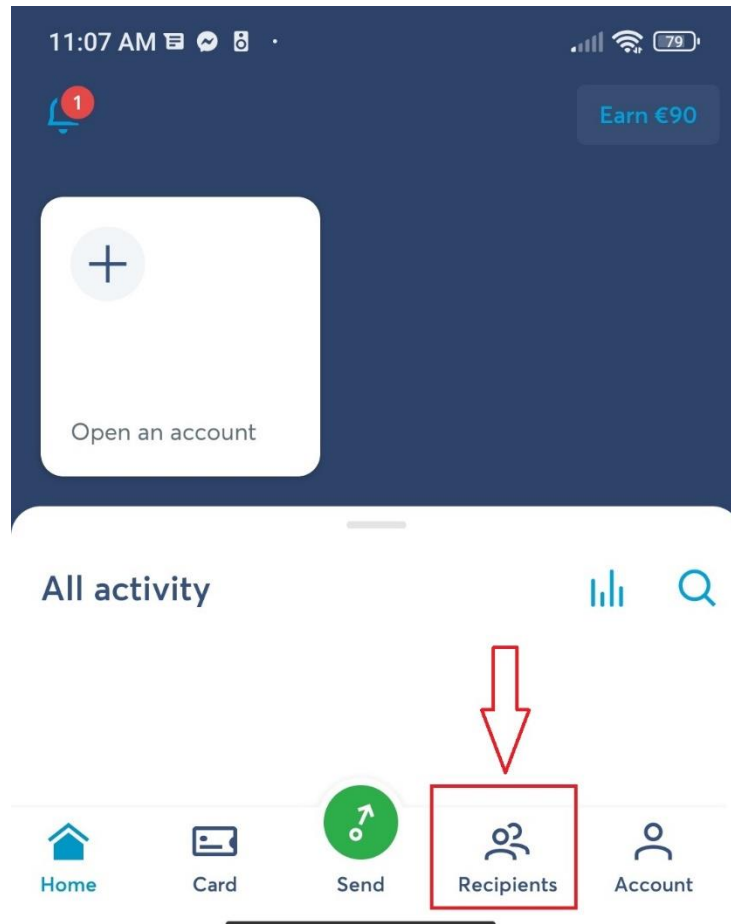 11:07 AM
79
1
Earn €90
Open an account
All activity
Home Card Send Recipients Account